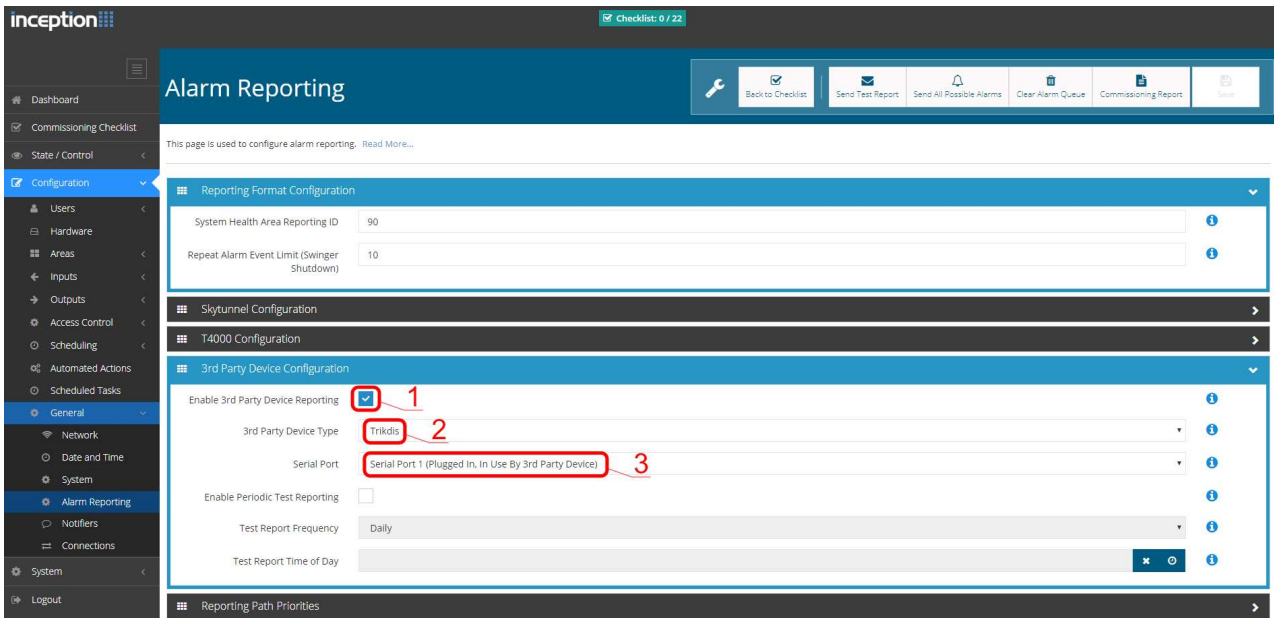 inception
Checklist: 0 / 22
Dashboard
Commissioning Checklist
State / Control
Configuration
Users
Hardware
Areas
Inputs
Outputs
Access Control
Scheduling
Automated Actions
Scheduled Tasks
General
Network
Date and Time
System
Alarm Reporting
Notifiers
Connections
System
Logout
Alarm Reporting
Back to Checklist
Send Test Report
Send All Possible Alarms
Clear Alarm Queue
Commissioning Report
Save
This page is used to configure alarm reporting. Read More...
Reporting Format Configuration
System Health Area Reporting ID 90
Repeat Alarm Event Limit (Swinger 10
Shutdown)
Skytunnel Configuration
T4000 Configuration
3rd Party Device Configuration
Enable 3rd Party Device Reporting 1
3rd Party Device Type Trikdis 2
Serial Port Serial Port 1 (Plugged In, In Use By 3rd Party Device) 3
Enable Periodic Test Reporting
Test Report Frequency Daily
Test Report Time of Day
Reporting Path Priorities